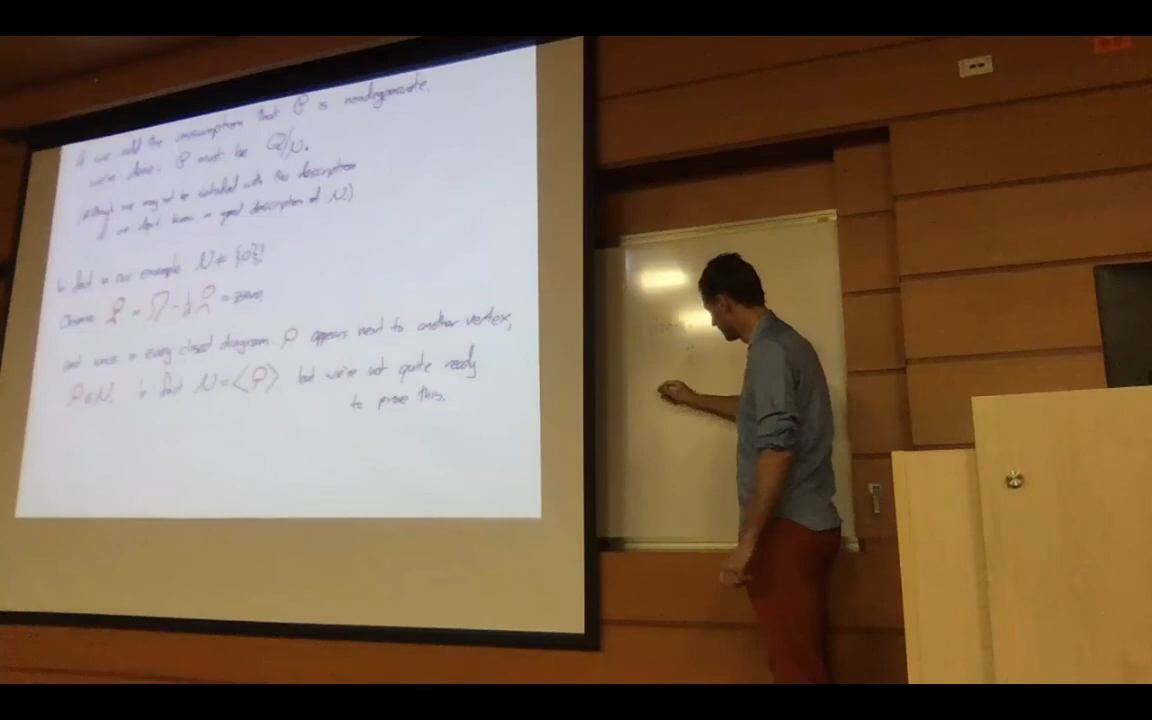 If we add the assumption that P is nondegenerate,
we're done. P must be Q/N.
(although we may not be satisfied with this description
if we don't know a good description of N.)
In fact in our example N ≠ {0}!
Observe = - 1/2 = zero,
and since in every closed diagram appears next to another vertex,
∈ N. In fact N = ⟨ ⟩ but we're not quite ready
to prove this.